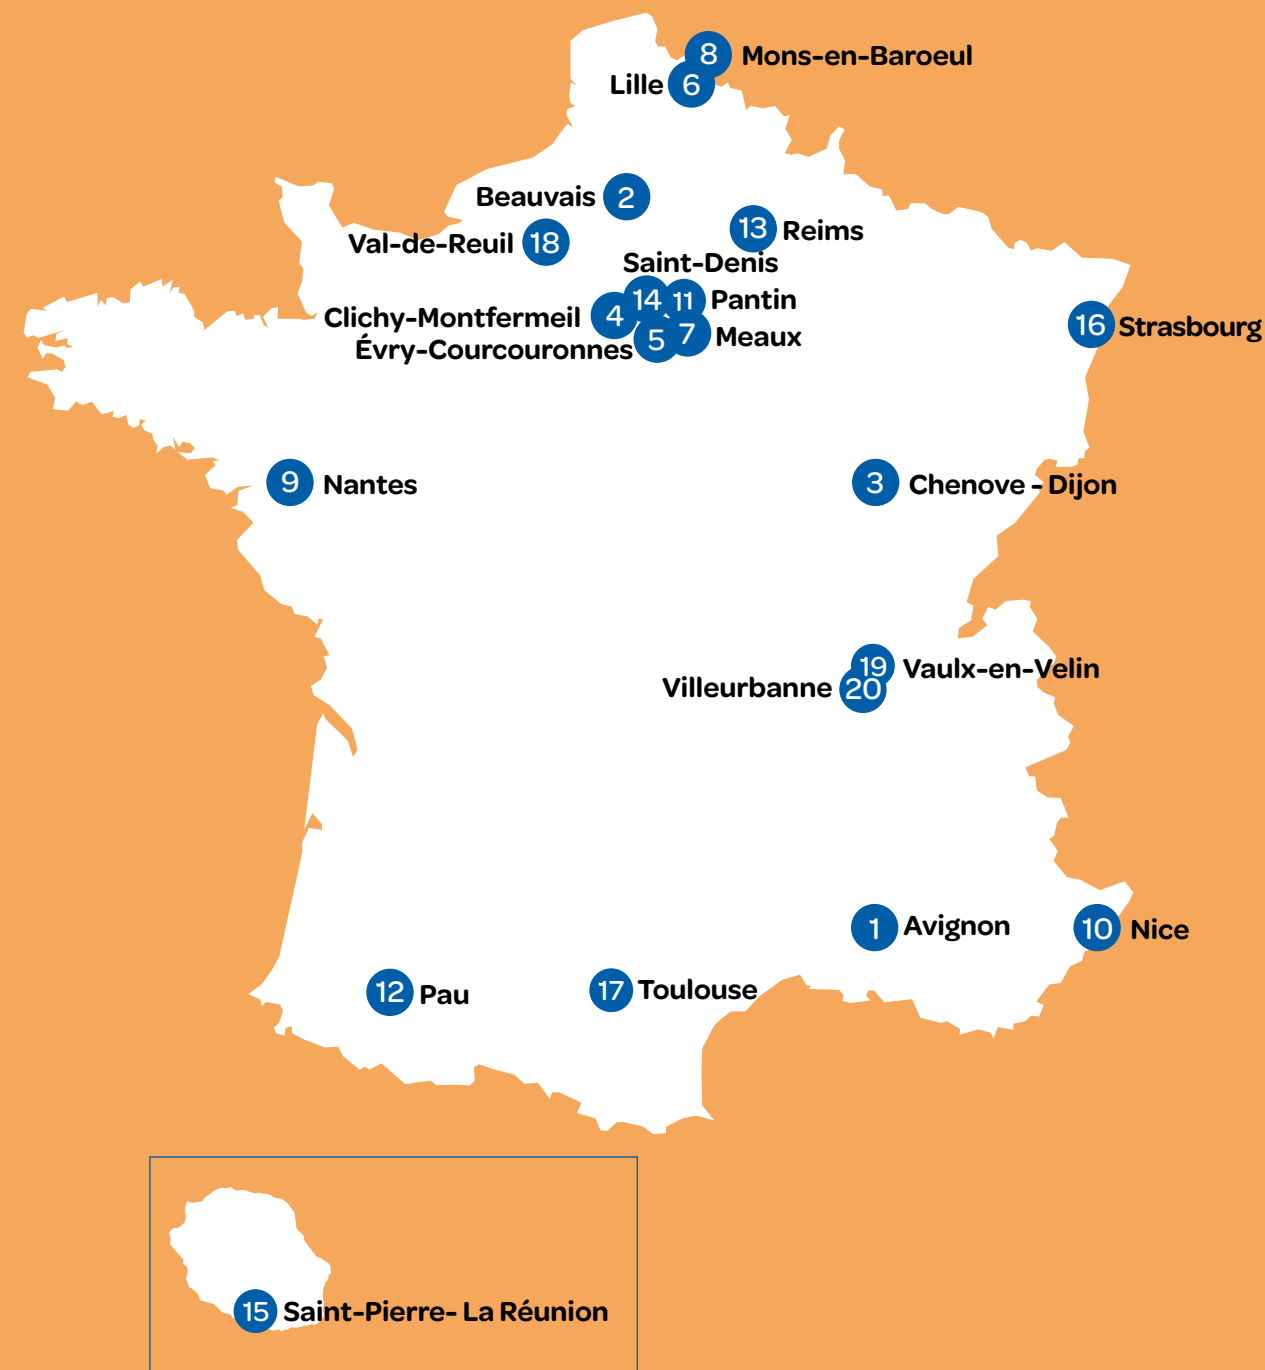 8 Mons-en-Baroeul
Lille 6
Beauvais 2
13 Reims
Val-de-Reuil 18
Saint-Denis
14 11 Pantin
Clichy-Montfermeil 4
7 Meaux
Évry-Courcouronnes 5
16 Strasbourg
9 Nantes
3 Chenove - Dijon
19 Vaulx-en-Velin
Villeurbanne 20
1 Avignon
10 Nice
12 Pau
17 Toulouse
15 Saint-Pierre- La Réunion